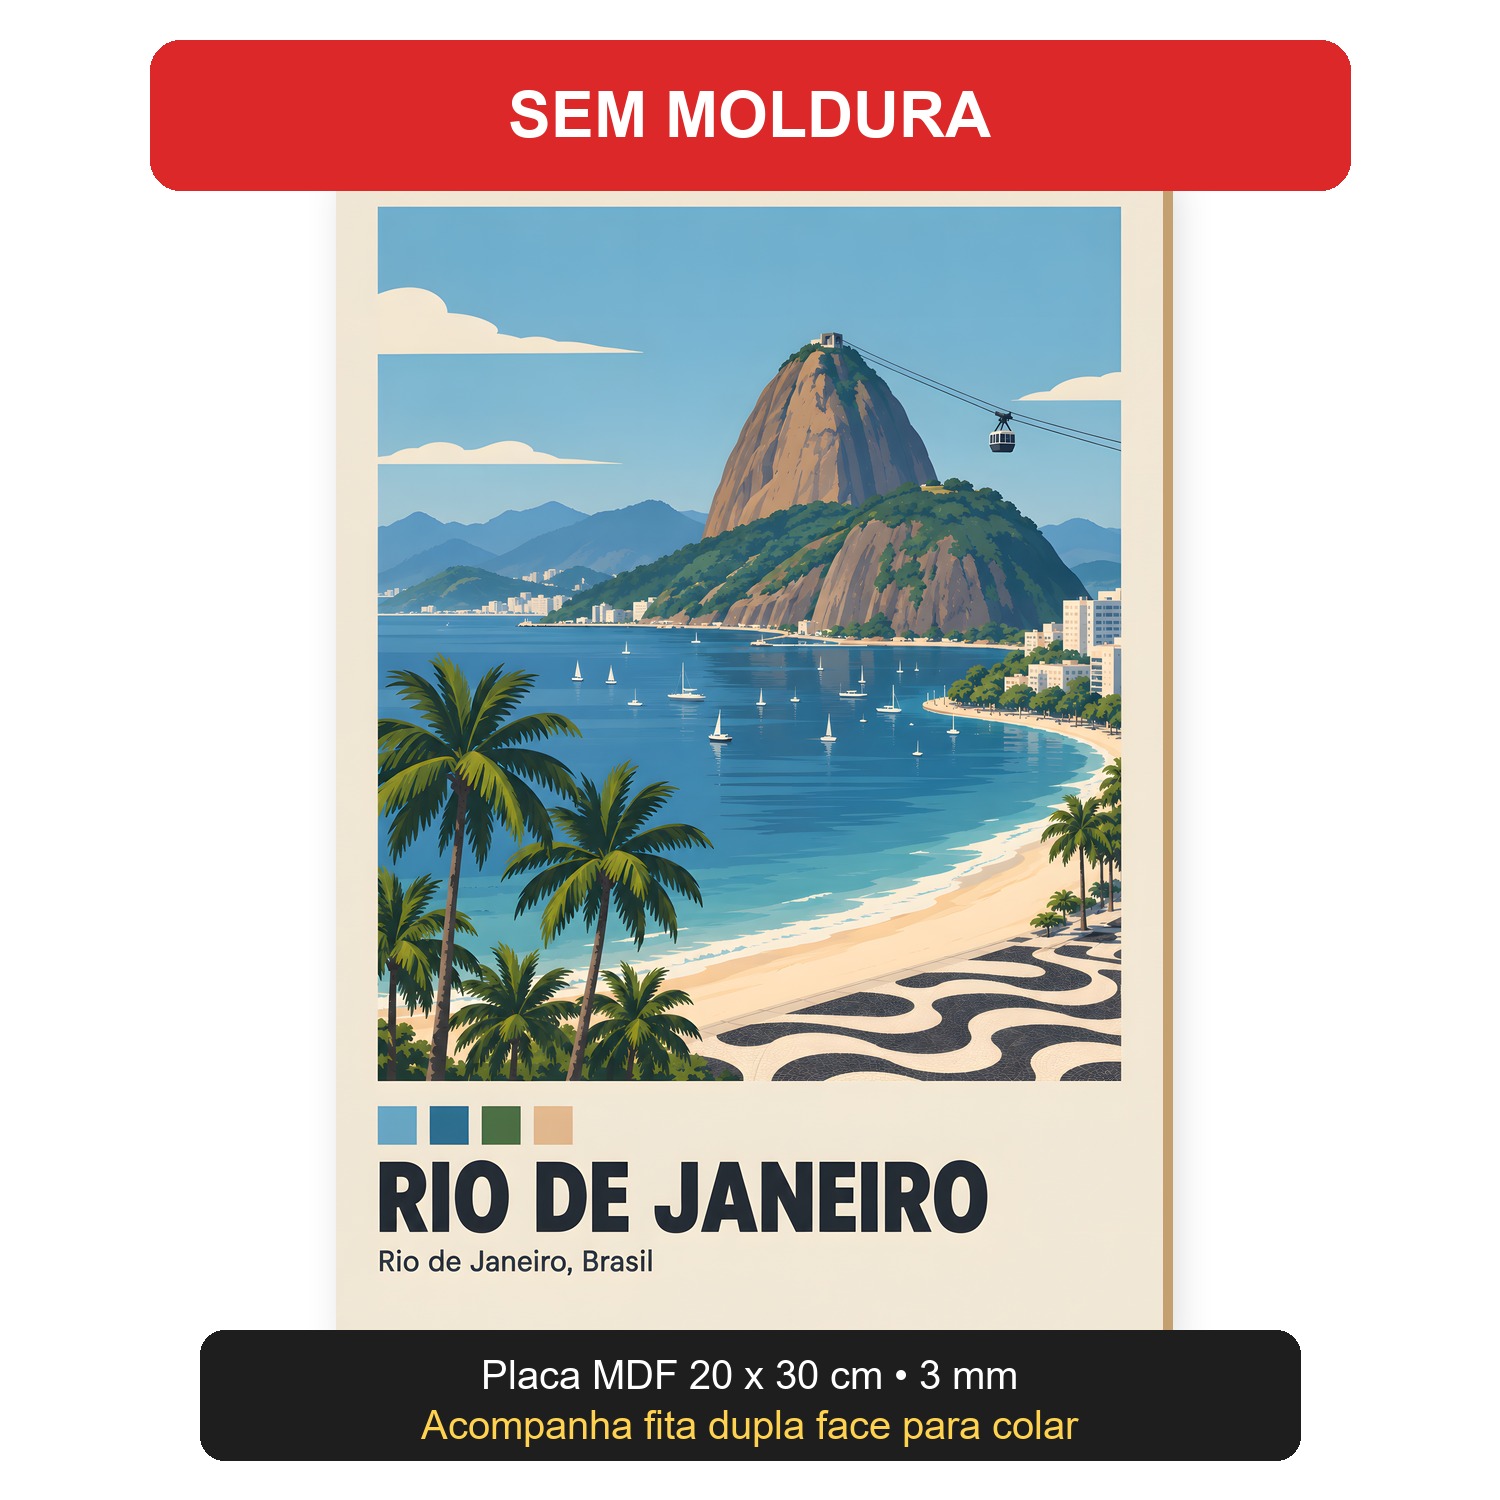 SEM MOLDURA
RIO DE JANEIRO
Rio de Janeiro, Brasil
Placa MDF 20 x 30 cm • 3 mm
Acompanha fita dupla face para colar